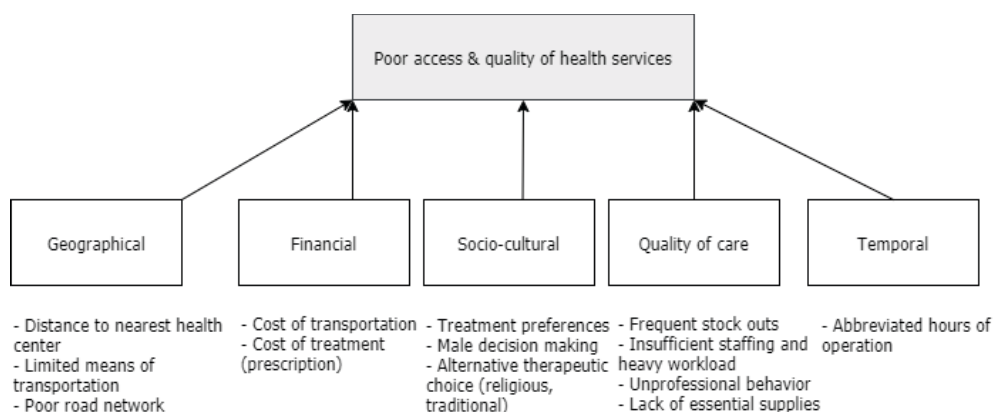 Poor access & quality of health services
Geographical
Financial
Socio-cultural
Quality of care
Temporal
- Distance to nearest health
center
- Limited means of
transportation
- Poor road network
- Cost of transportation
- Cost of treatment
(prescription)
- Treatment preferences
- Male decision making
- Alternative therapeutic
choice (religious,
traditional)
- Frequent stock outs
- Insufficient staffing and
heavy workload
- Unprofessional behavior
- Lack of essential supplies
- Abbreviated hours of
operation